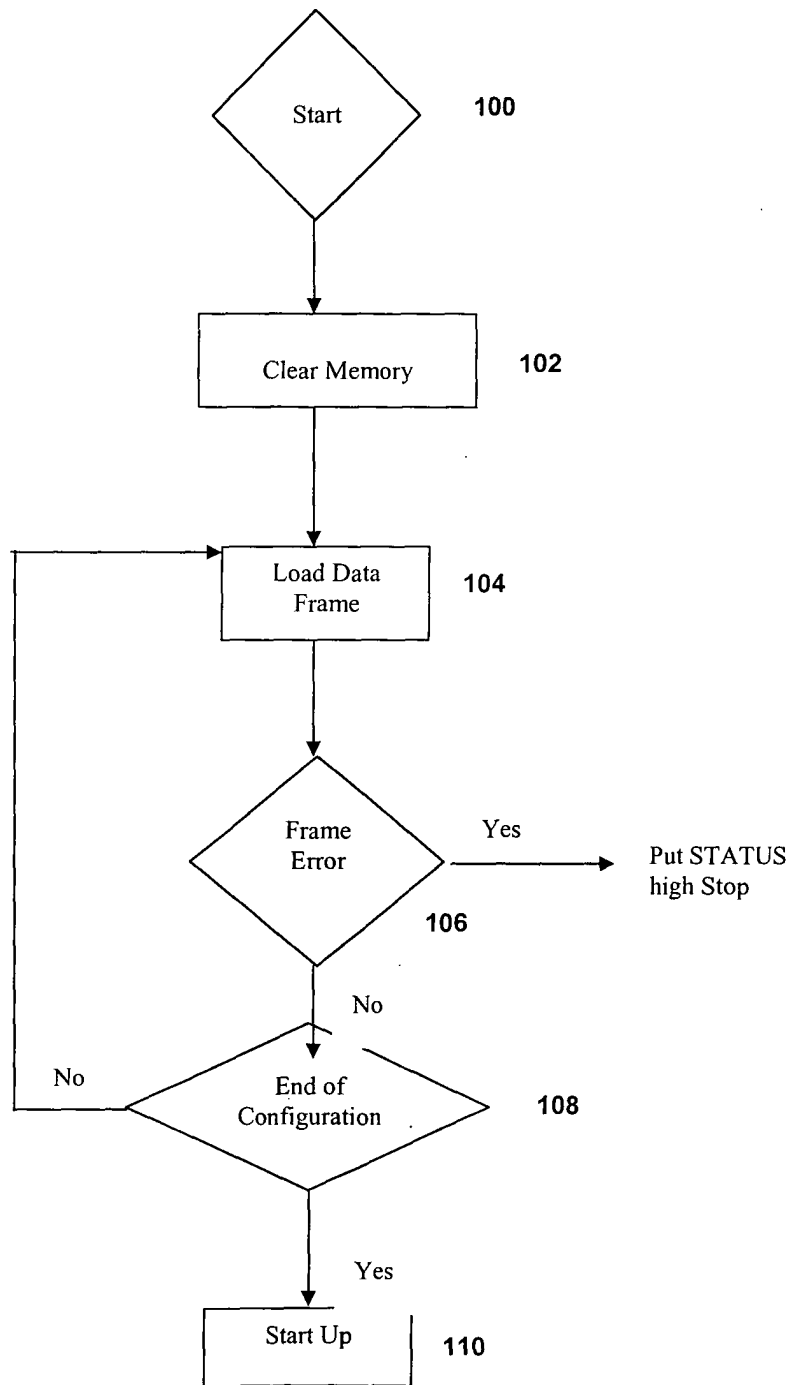 Start
100
Clear Memory
102
Load Data
Frame
104
Frame
Error
Yes
Put STATUS
high Stop
106
No
No
End of
Configuration
108
Yes
Start Up
110